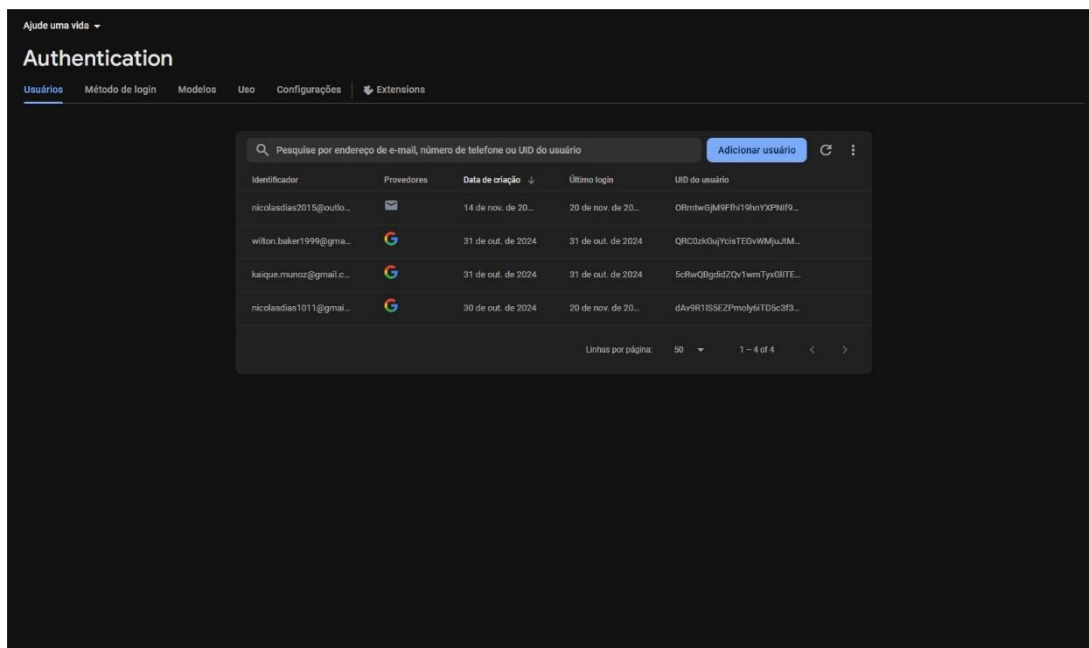 Ajude uma vida
Authentication
Usuários Método de login Modelos Uso Configurações Extensions
Pesquise por endereço de e-mail, número de telefone ou UID do usuário Adicionar usuário
Identificador Provedores Data de criação Último login UID do usuário
nicolasdias2015@outlo... 14 de nov. de 20... 20 de nov. de 20...
wilton.baker1999@gma... 31 de out. de 2024 31 de out. de 2024
kaique.munoz@gmail.c... 31 de out. de 2024 31 de out. de 2024
nicolasdias1011@gmai... 30 de out. de 2024 20 de nov. de 20...
Linhas por página: 50 1 – 4 of 4